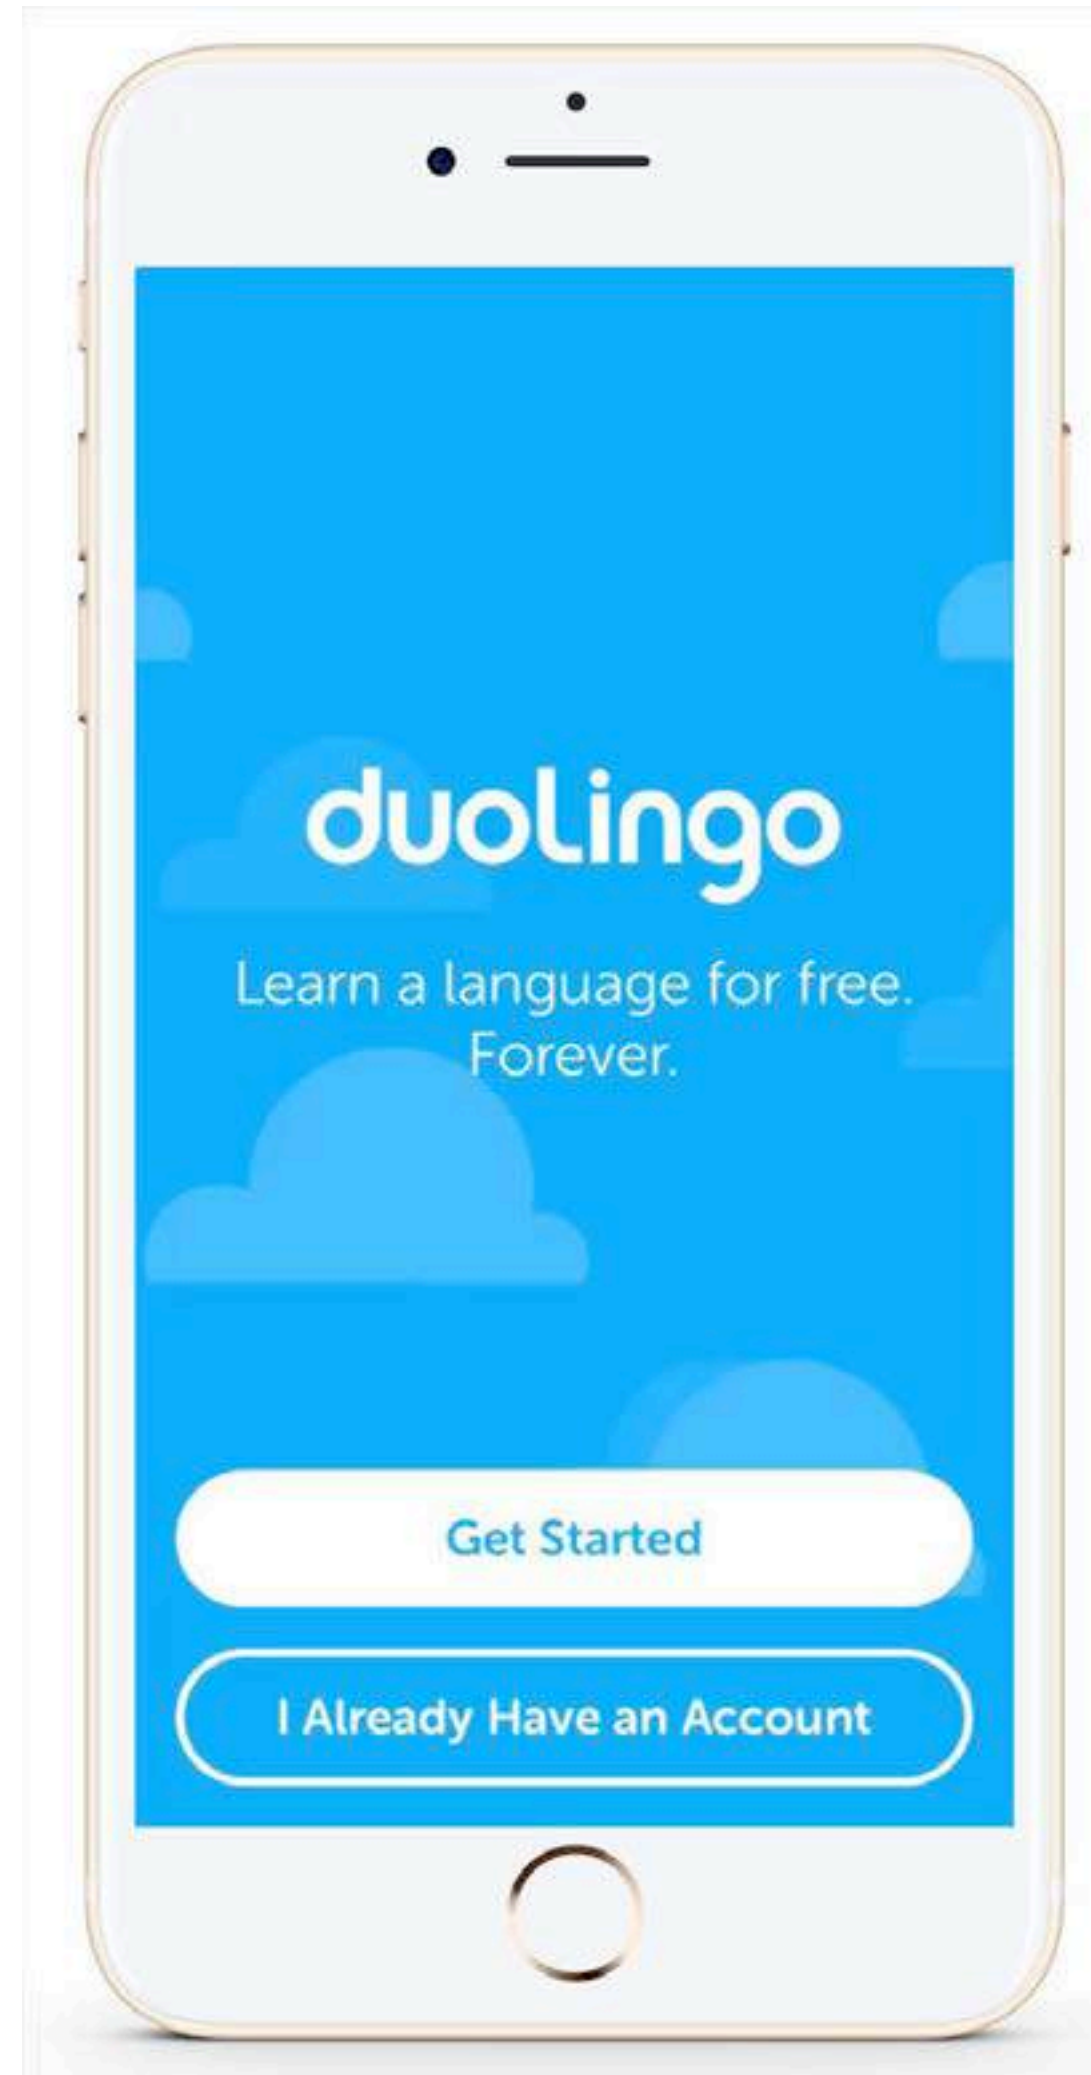 duolingo
Learn a language for free.
Forever.
Get Started
I Already Have an Account